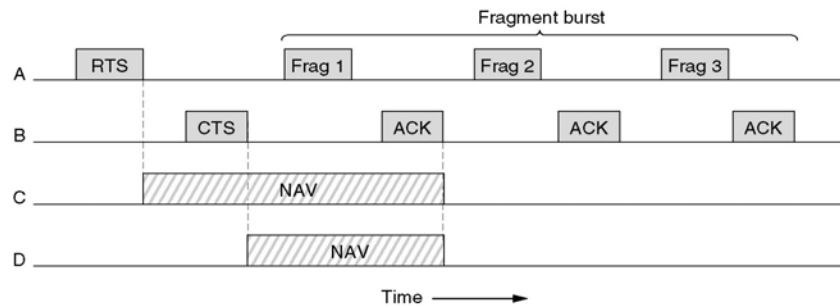 Fragment burst
A RTS Frag 1 Frag 2 Frag 3
B CTS ACK ACK ACK
C NAV
D NAV
Time